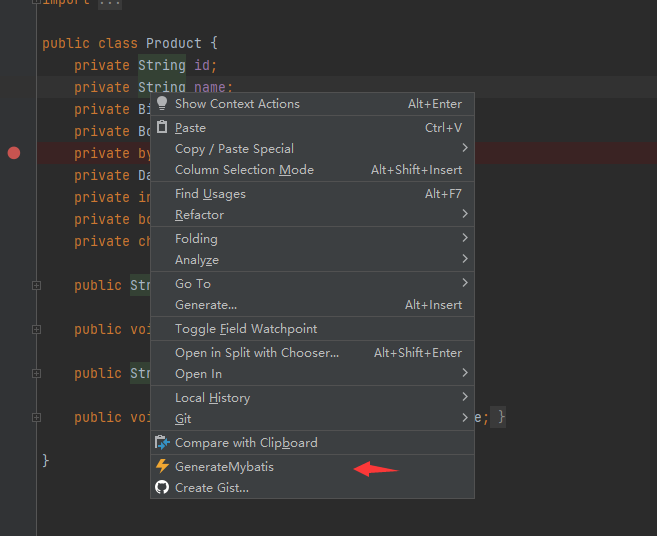 import ...
public class Product {
private String id;
private String name;
private Bi
private Bo
private by
private Da
private in
private bo
private ch
public Str
public voi
public Str
public voi e; }
}
Show Context Actions Alt+Enter
Paste Ctrl+V
Copy / Paste Special
Column Selection Mode Alt+Shift+Insert
Find Usages Alt+F7
Refactor
Folding
Analyze
Go To
Generate... Alt+Insert
Toggle Field Watchpoint
Open in Split with Chooser... Alt+Shift+Enter
Open In
Local History
Git
Compare with Clipboard
GenerateMybatis
Create Gist...